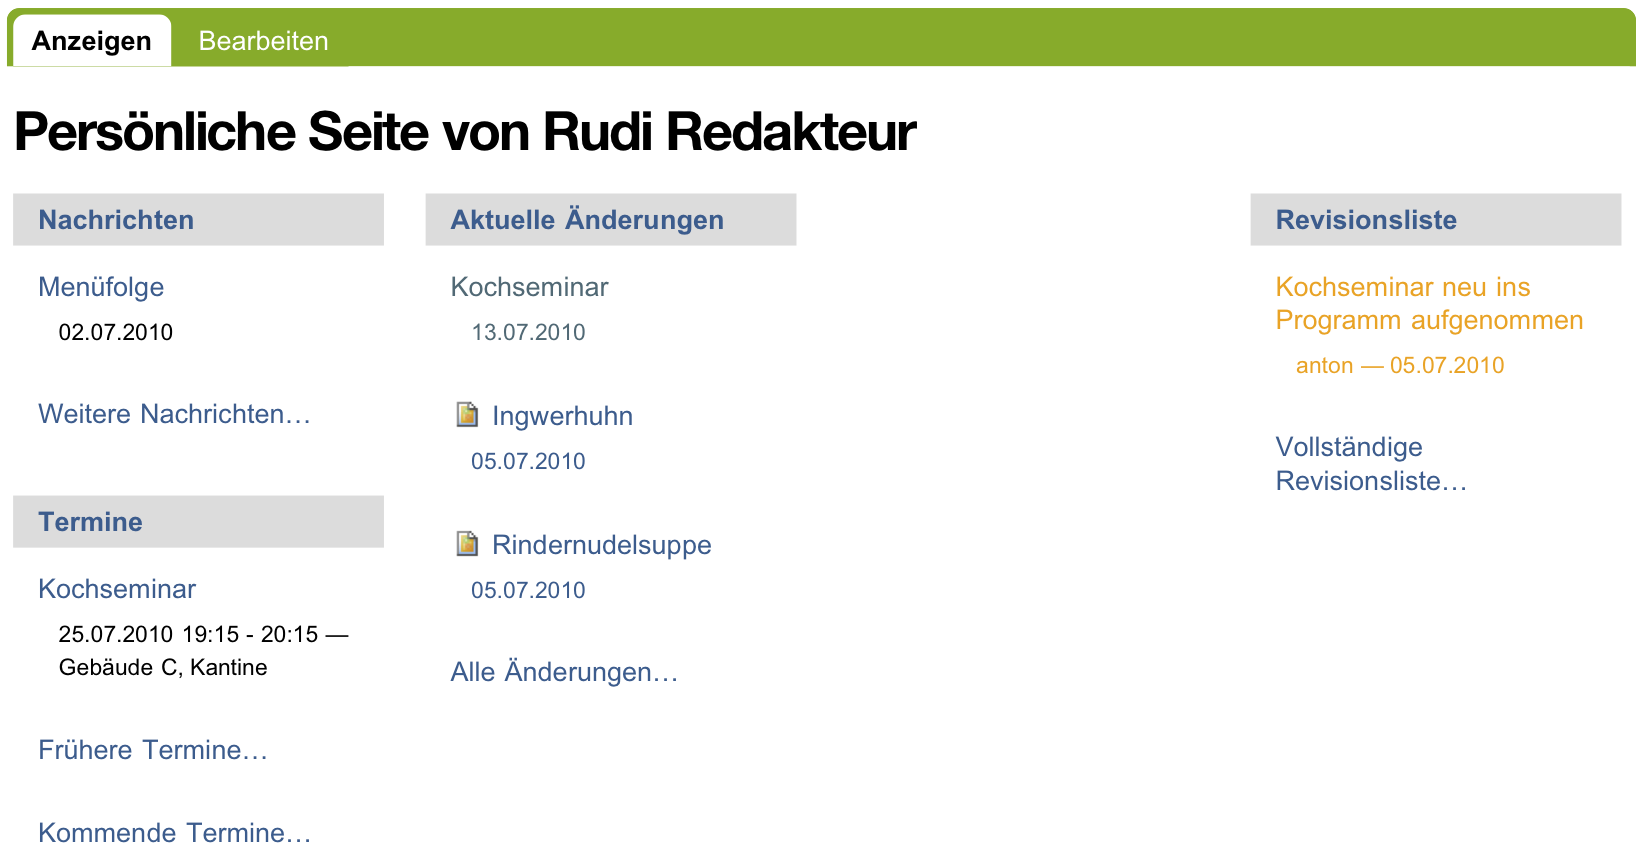 Anzeigen
Bearbeiten
Persönliche Seite von Rudi Redakteur
Nachrichten
Menüfolge
02.07.2010
Weitere Nachrichten…
Termine
Kochseminar
25.07.2010 19:15 - 20:15 —
Gebäude C, Kantine
Frühere Termine…
Kommende Termine…
Aktuelle Änderungen
Kochseminar
13.07.2010
Ingwerhuhn
05.07.2010
Rindernudelsuppe
05.07.2010
Alle Änderungen…
Revisionsliste
Kochseminar neu ins
Programm aufgenommen
anton — 05.07.2010
Vollständige
Revisionsliste…